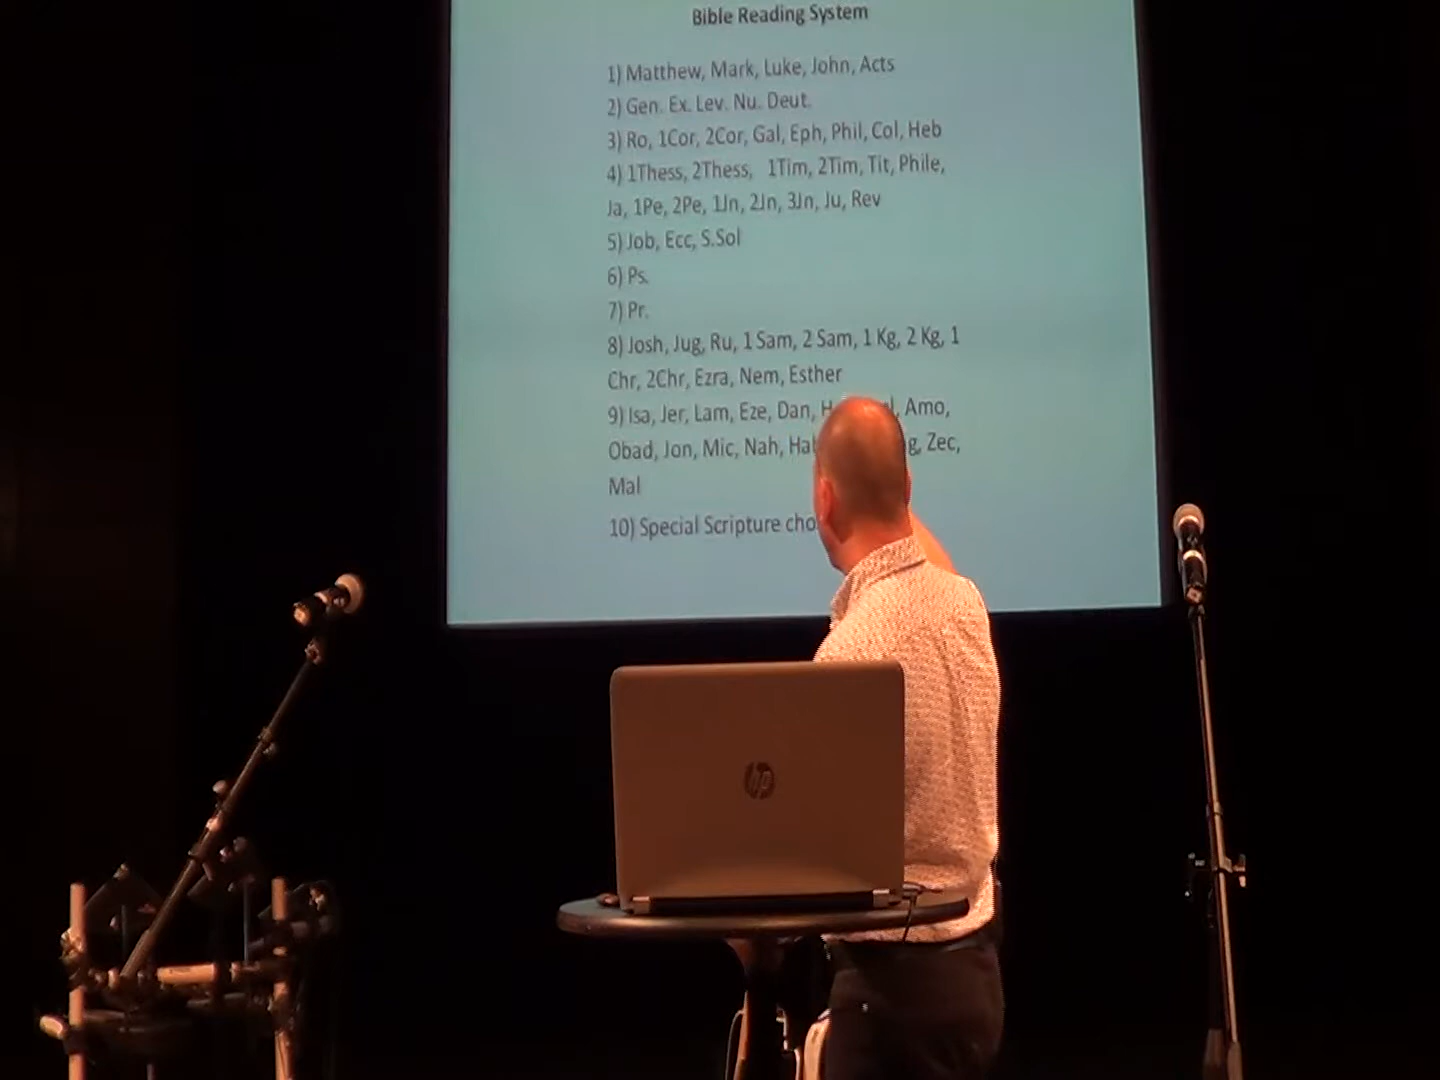 Bible Reading System
1) Matthew, Mark, Luke, John, Acts
2) Gen. Ex. Lev. Nu. Deut.
3) Ro, 1Cor, 2Cor, Gal, Eph, Phil, Col, Heb
4) 1Thess, 2Thess, 1Tim, 2Tim, Tit, Phile,
Ja, 1Pe, 2Pe, 1Jn, 2Jn, 3Jn, Ju, Rev
5) Job, Ecc, S.Sol
6) Ps.
7) Pr.
8) Josh, Jug, Ru, 1 Sam, 2 Sam, 1 Kg, 2 Kg, 1
Chr, 2Chr, Ezra, Nem, Esther
9) Isa, Jer, Lam, Eze, Dan, Amo,
Obad, Jon, Mic, Nah, Zec,
Mal
10) Special Scripture
hp